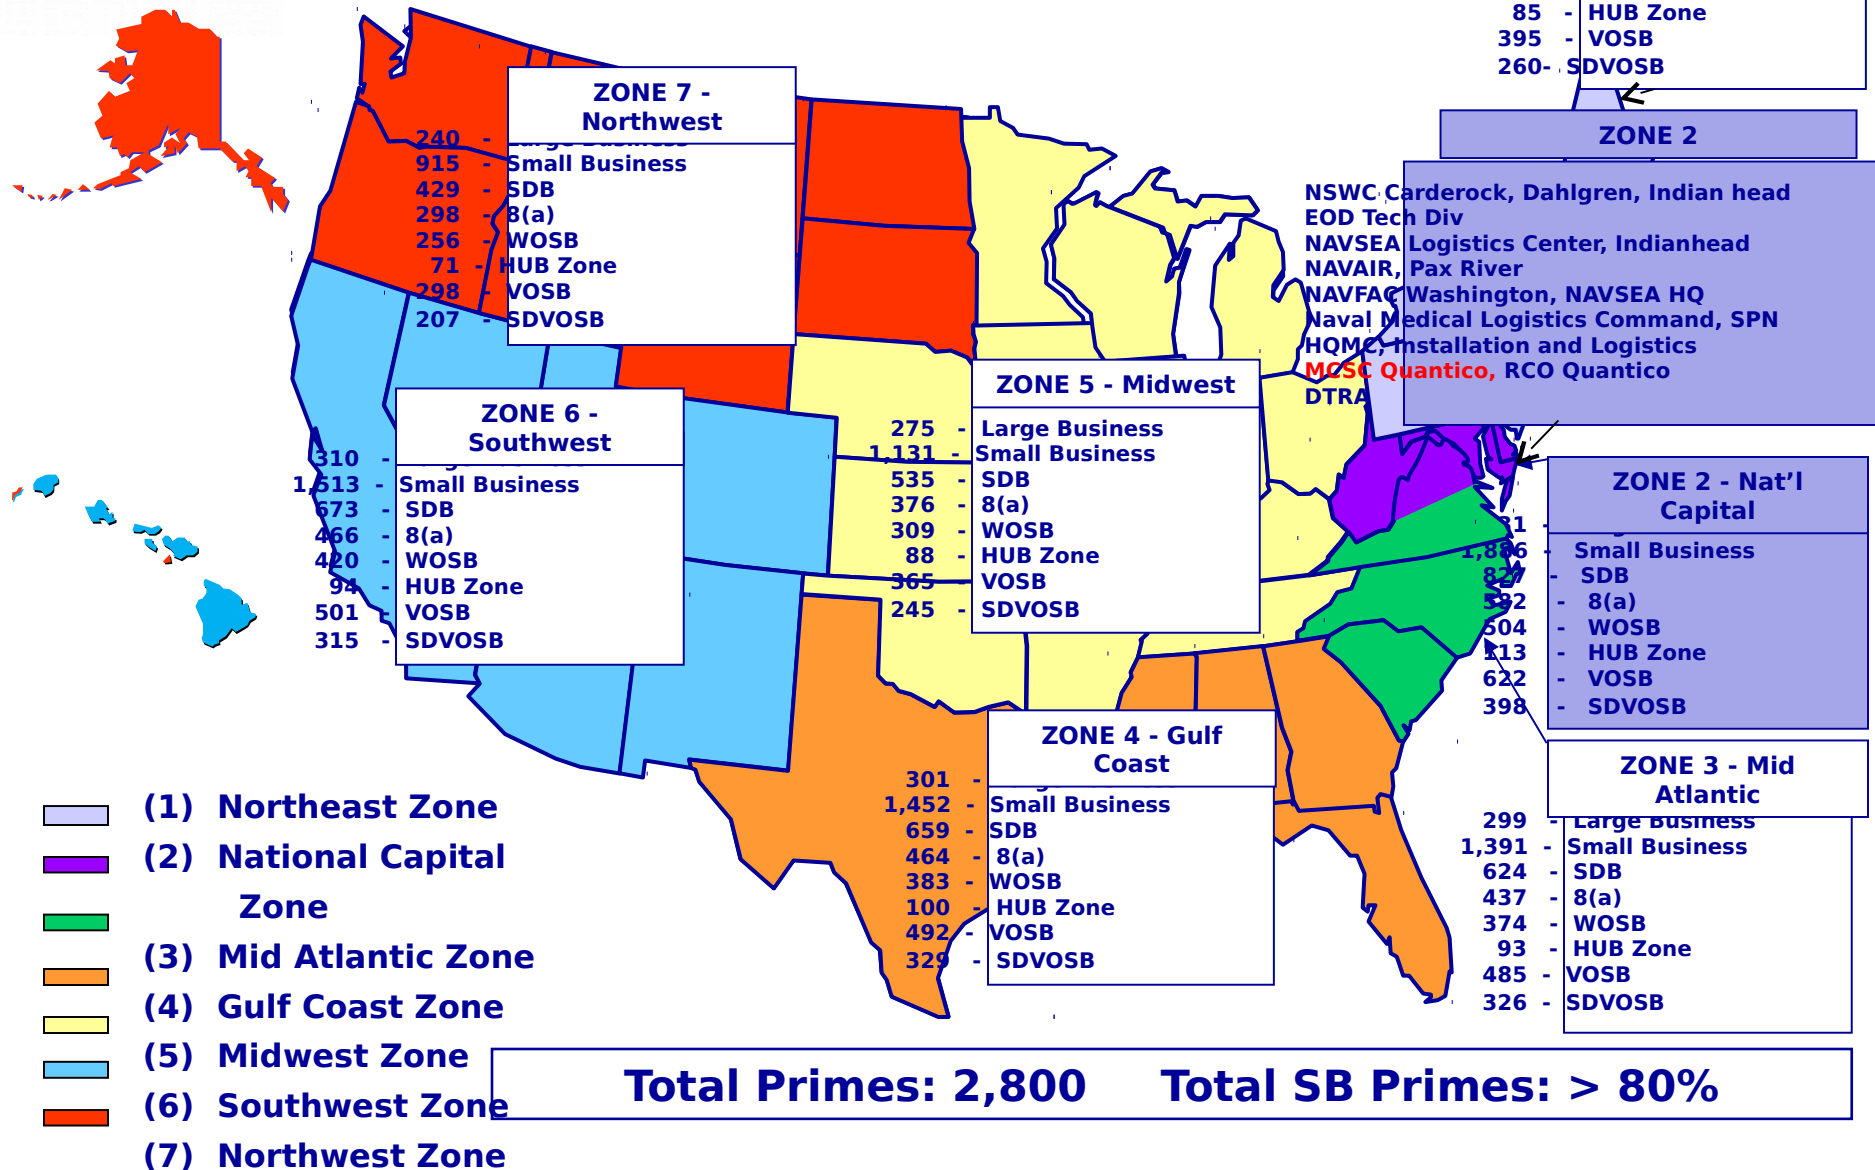 85 - HUB Zone
395 - VOSB
260- SDVOSB
ZONE 2
NSWC Carderock, Dahlgren, Indian head
EOD Tech Div
NAVSEA Logistics Center, Indianhead
NAVAIR, Pax River
NAVFAC Washington, NAVSEA HQ
Naval Medical Logistics Command, SPN
HQMC, Installation and Logistics
MCSC Quantico, RCO Quantico
DTRA
ZONE 7 -
Northwest
240 - Large Business
915 - Small Business
429 - SDB
298 - 8(a)
256 - WOSB
71 - HUB Zone
298 - VOSB
207 - SDVOSB
ZONE 6 -
Southwest
310 -
1,513 - Small Business
673 - SDB
466 - 8(a)
420 - WOSB
94 - HUB Zone
501 - VOSB
315 - SDVOSB
ZONE 5 - Midwest
275 - Large Business
1,131 - Small Business
535 - SDB
376 - 8(a)
309 - WOSB
88 - HUB Zone
365 - VOSB
245 - SDVOSB
ZONE 2 - Nat’l
Capital
31 -
1,886 - Small Business
827 - SDB
582 - 8(a)
504 - WOSB
113 - HUB Zone
622 - VOSB
398 - SDVOSB
ZONE 4 - Gulf
Coast
301 -
1,452 - Small Business
659 - SDB
464 - 8(a)
383 - WOSB
100 - HUB Zone
492 - VOSB
329 - SDVOSB
ZONE 3 - Mid
Atlantic
299 - Large Business
1,391 - Small Business
624 - SDB
437 - 8(a)
374 - WOSB
93 - HUB Zone
485 - VOSB
326 - SDVOSB
(1) Northeast Zone
(2) National Capital
Zone
(3) Mid Atlantic Zone
(4) Gulf Coast Zone
(5) Midwest Zone
(6) Southwest Zone
(7) Northwest Zone
Total Primes: 2,800 Total SB Primes: > 80%